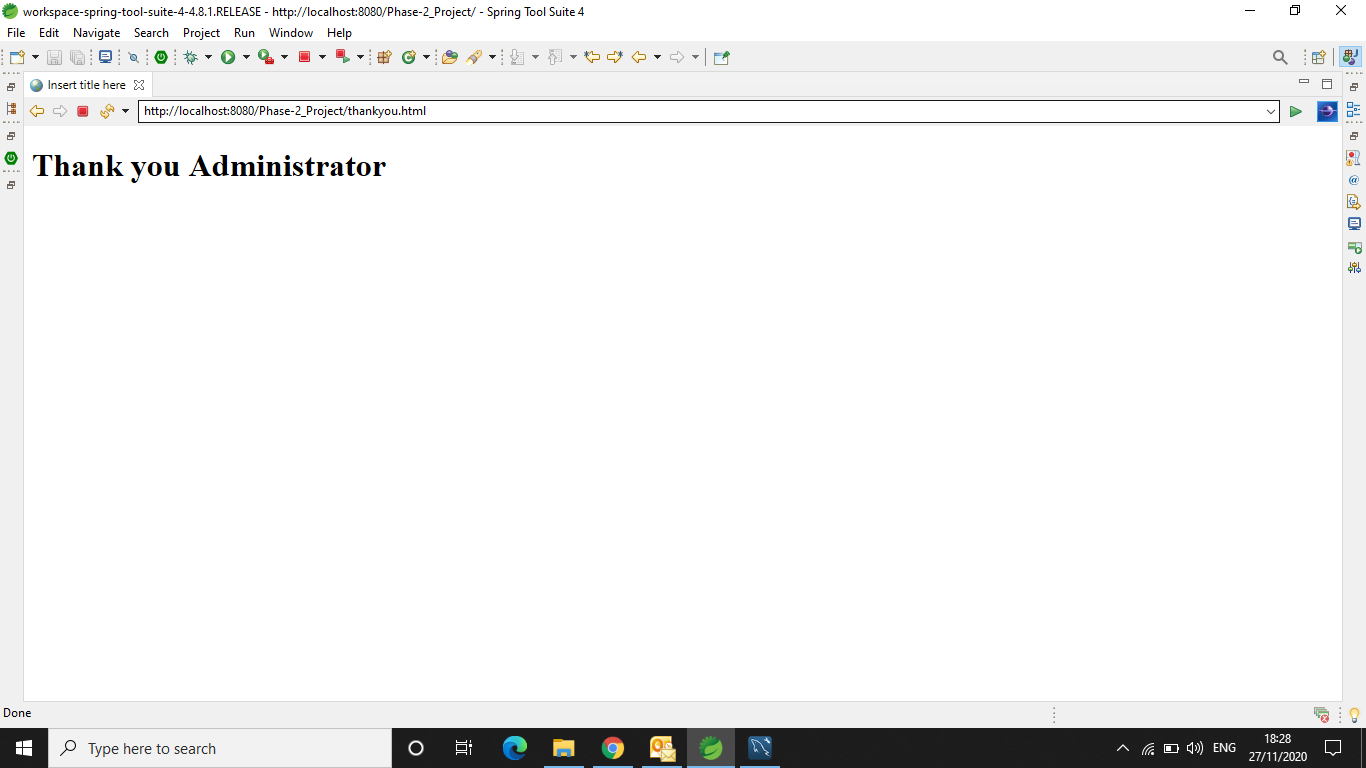 workspace-spring-tool-suite-4-4.8.1.RELEASE - http://localhost:8080/Phase-2_Project/ - Spring Tool Suite 4
File Edit Navigate Search Project Run Window Help
Insert title here
http://localhost:8080/Phase-2_Project/thankyou.html
Thank you Administrator
Done
Type here to search
ENG
18:28
27/11/2020